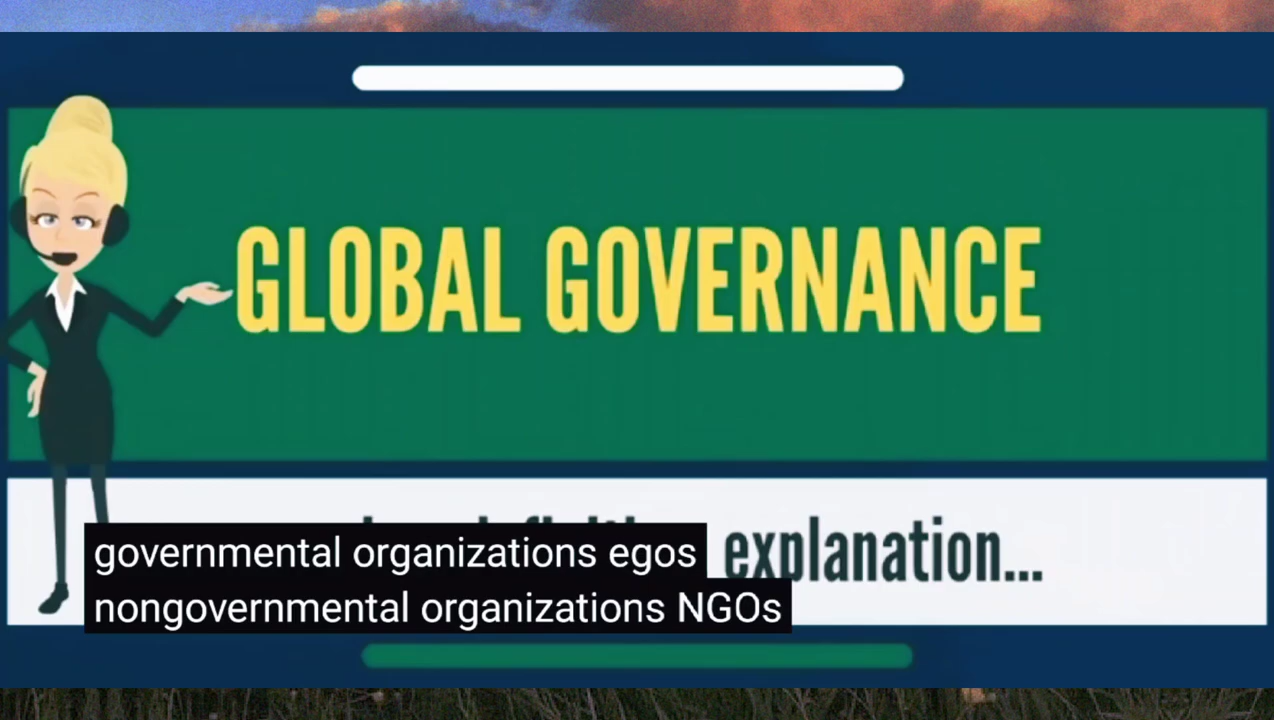 GLOBAL GOVERNANCE
explanation...
governmental organizations egos
nongovernmental organizations NGOs